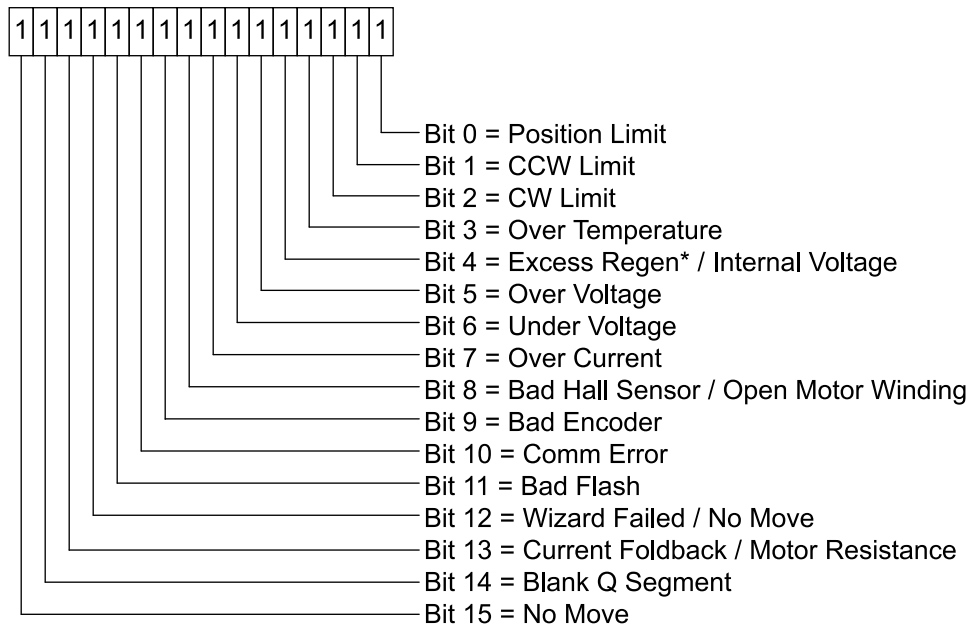 1 1 1 1 1 1 1 1 1 1 1 1 1 1 1 1
Bit 0 = Position Limit
Bit 1 = CCW Limit
Bit 2 = CW Limit
Bit 3 = Over Temperature
Bit 4 = Excess Regen* / Internal Voltage
Bit 5 = Over Voltage
Bit 6 = Under Voltage
Bit 7 = Over Current
Bit 8 = Bad Hall Sensor / Open Motor Winding
Bit 9 = Bad Encoder
Bit 10 = Comm Error
Bit 11 = Bad Flash
Bit 12 = Wizard Failed / No Move
Bit 13 = Current Foldback / Motor Resistance
Bit 14 = Blank Q Segment
Bit 15 = No Move